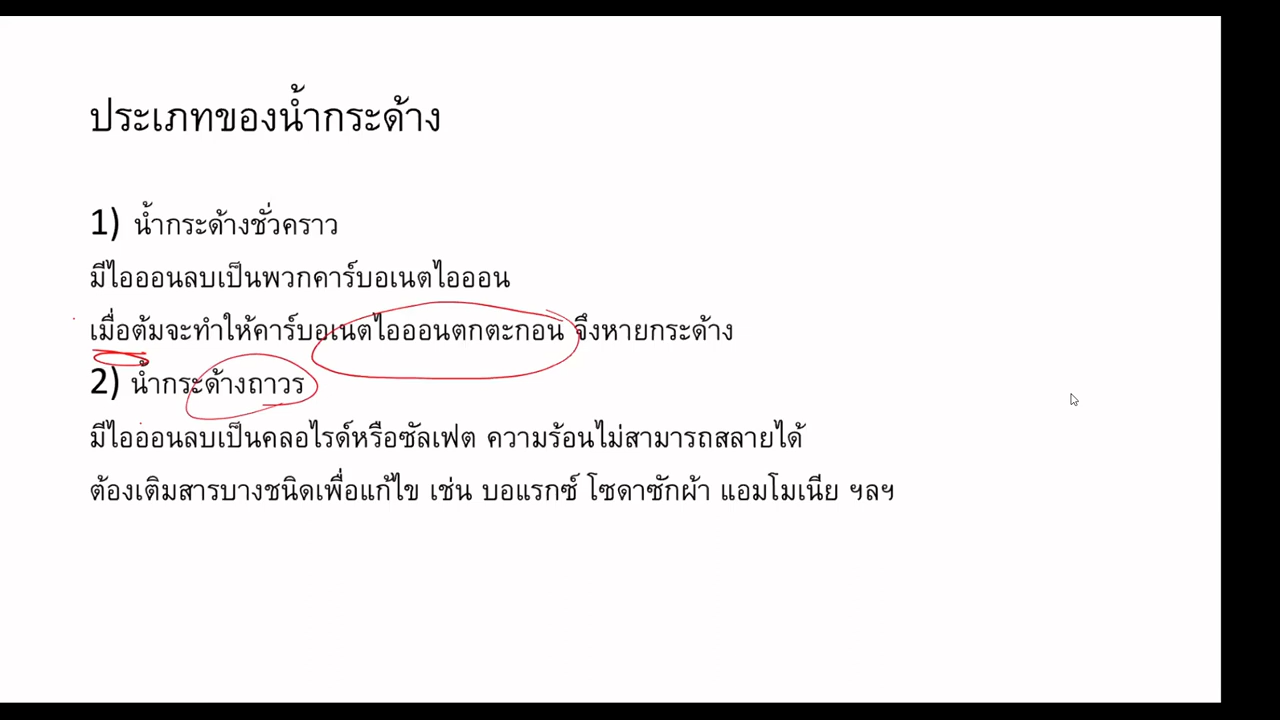 ประเภทของน้ำกระด้าง
1) น้ำกระด้างชั่วคราว
มีไอออนลบเป็นพวกคาร์บอเนตไอออน
เมื่อต้มจะทำให้คาร์บอเนตไอออนตกตะกอน จึงหายกระด้าง
2) น้ำกระด้างถาวร
มีไอออนลบเป็นคลอไรด์หรือซัลเฟต ความร้อนไม่สามารถสลายได้
ต้องเติมสารบางชนิดเพื่อแก้ไข เช่น บอแรกซ์ โซดาซักผ้า แอมโมเนีย ฯลฯ